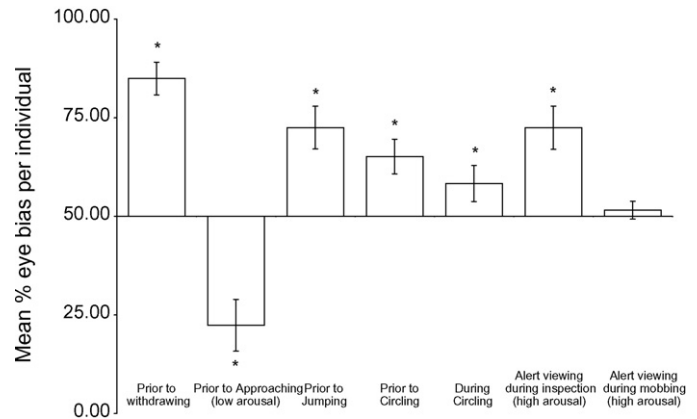 100.00
75.00
50.00
25.00
0.00
Mean % eye bias per individual
*
*
*
*
*
*
*
Prior to
withdrawing
Prior to Approaching
(low arousal)
Prior to
Jumping
Prior to
Circling
During
Circling
Alert viewing
during inspection
(high arousal)
Alert viewing
during mobbing
(high arousal)